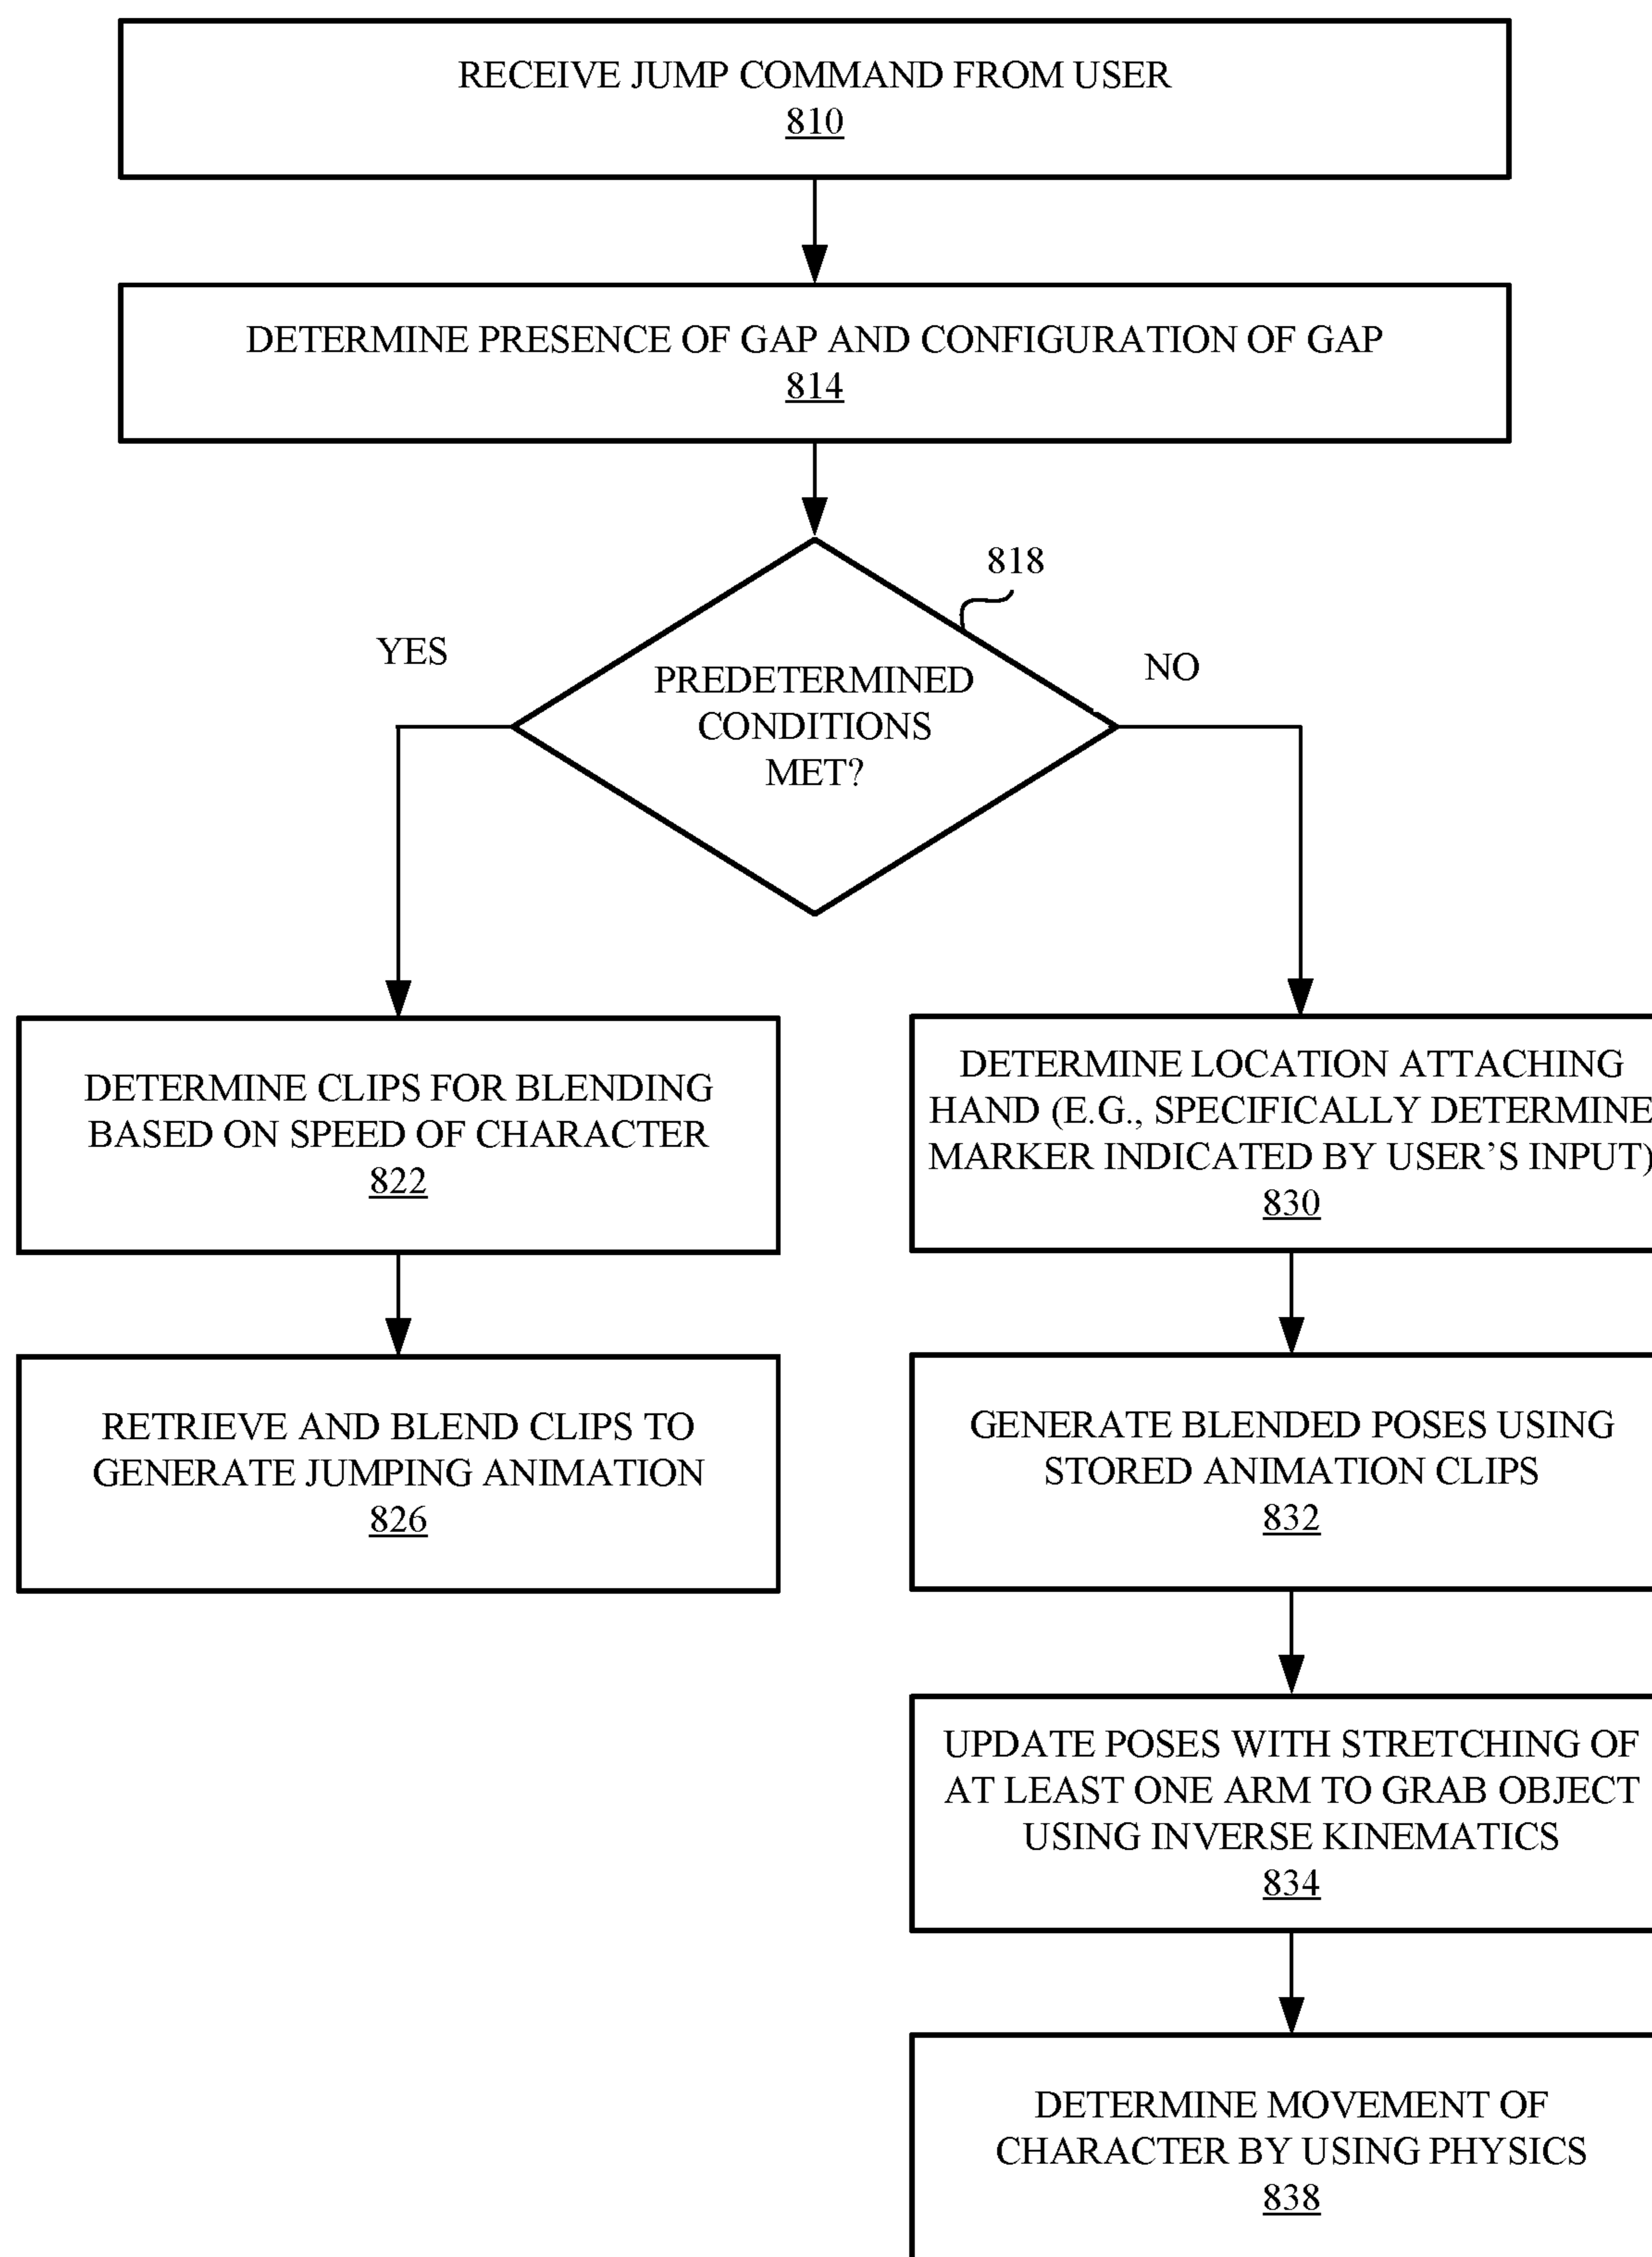 RECEIVE JUMP COMMAND FROM USER
810
DETERMINE PRESENCE OF GAP AND CONFIGURATION OF GAP
814
818
YES
NO
PREDETERMINED
CONDITIONS
MET?
DETERMINE CLIPS FOR BLENDING
BASED ON SPEED OF CHARACTER
822
DETERMINE LOCATION ATTACHING
HAND (E.G., SPECIFICALLY DETERMINE
MARKER INDICATED BY USER'S INPUT)
830
RETRIEVE AND BLEND CLIPS TO
GENERATE JUMPING ANIMATION
826
GENERATE BLENDED POSES USING
STORED ANIMATION CLIPS
832
UPDATE POSES WITH STRETCHING OF
AT LEAST ONE ARM TO GRAB OBJECT
USING INVERSE KINEMATICS
834
DETERMINE MOVEMENT OF
CHARACTER BY USING PHYSICS
838